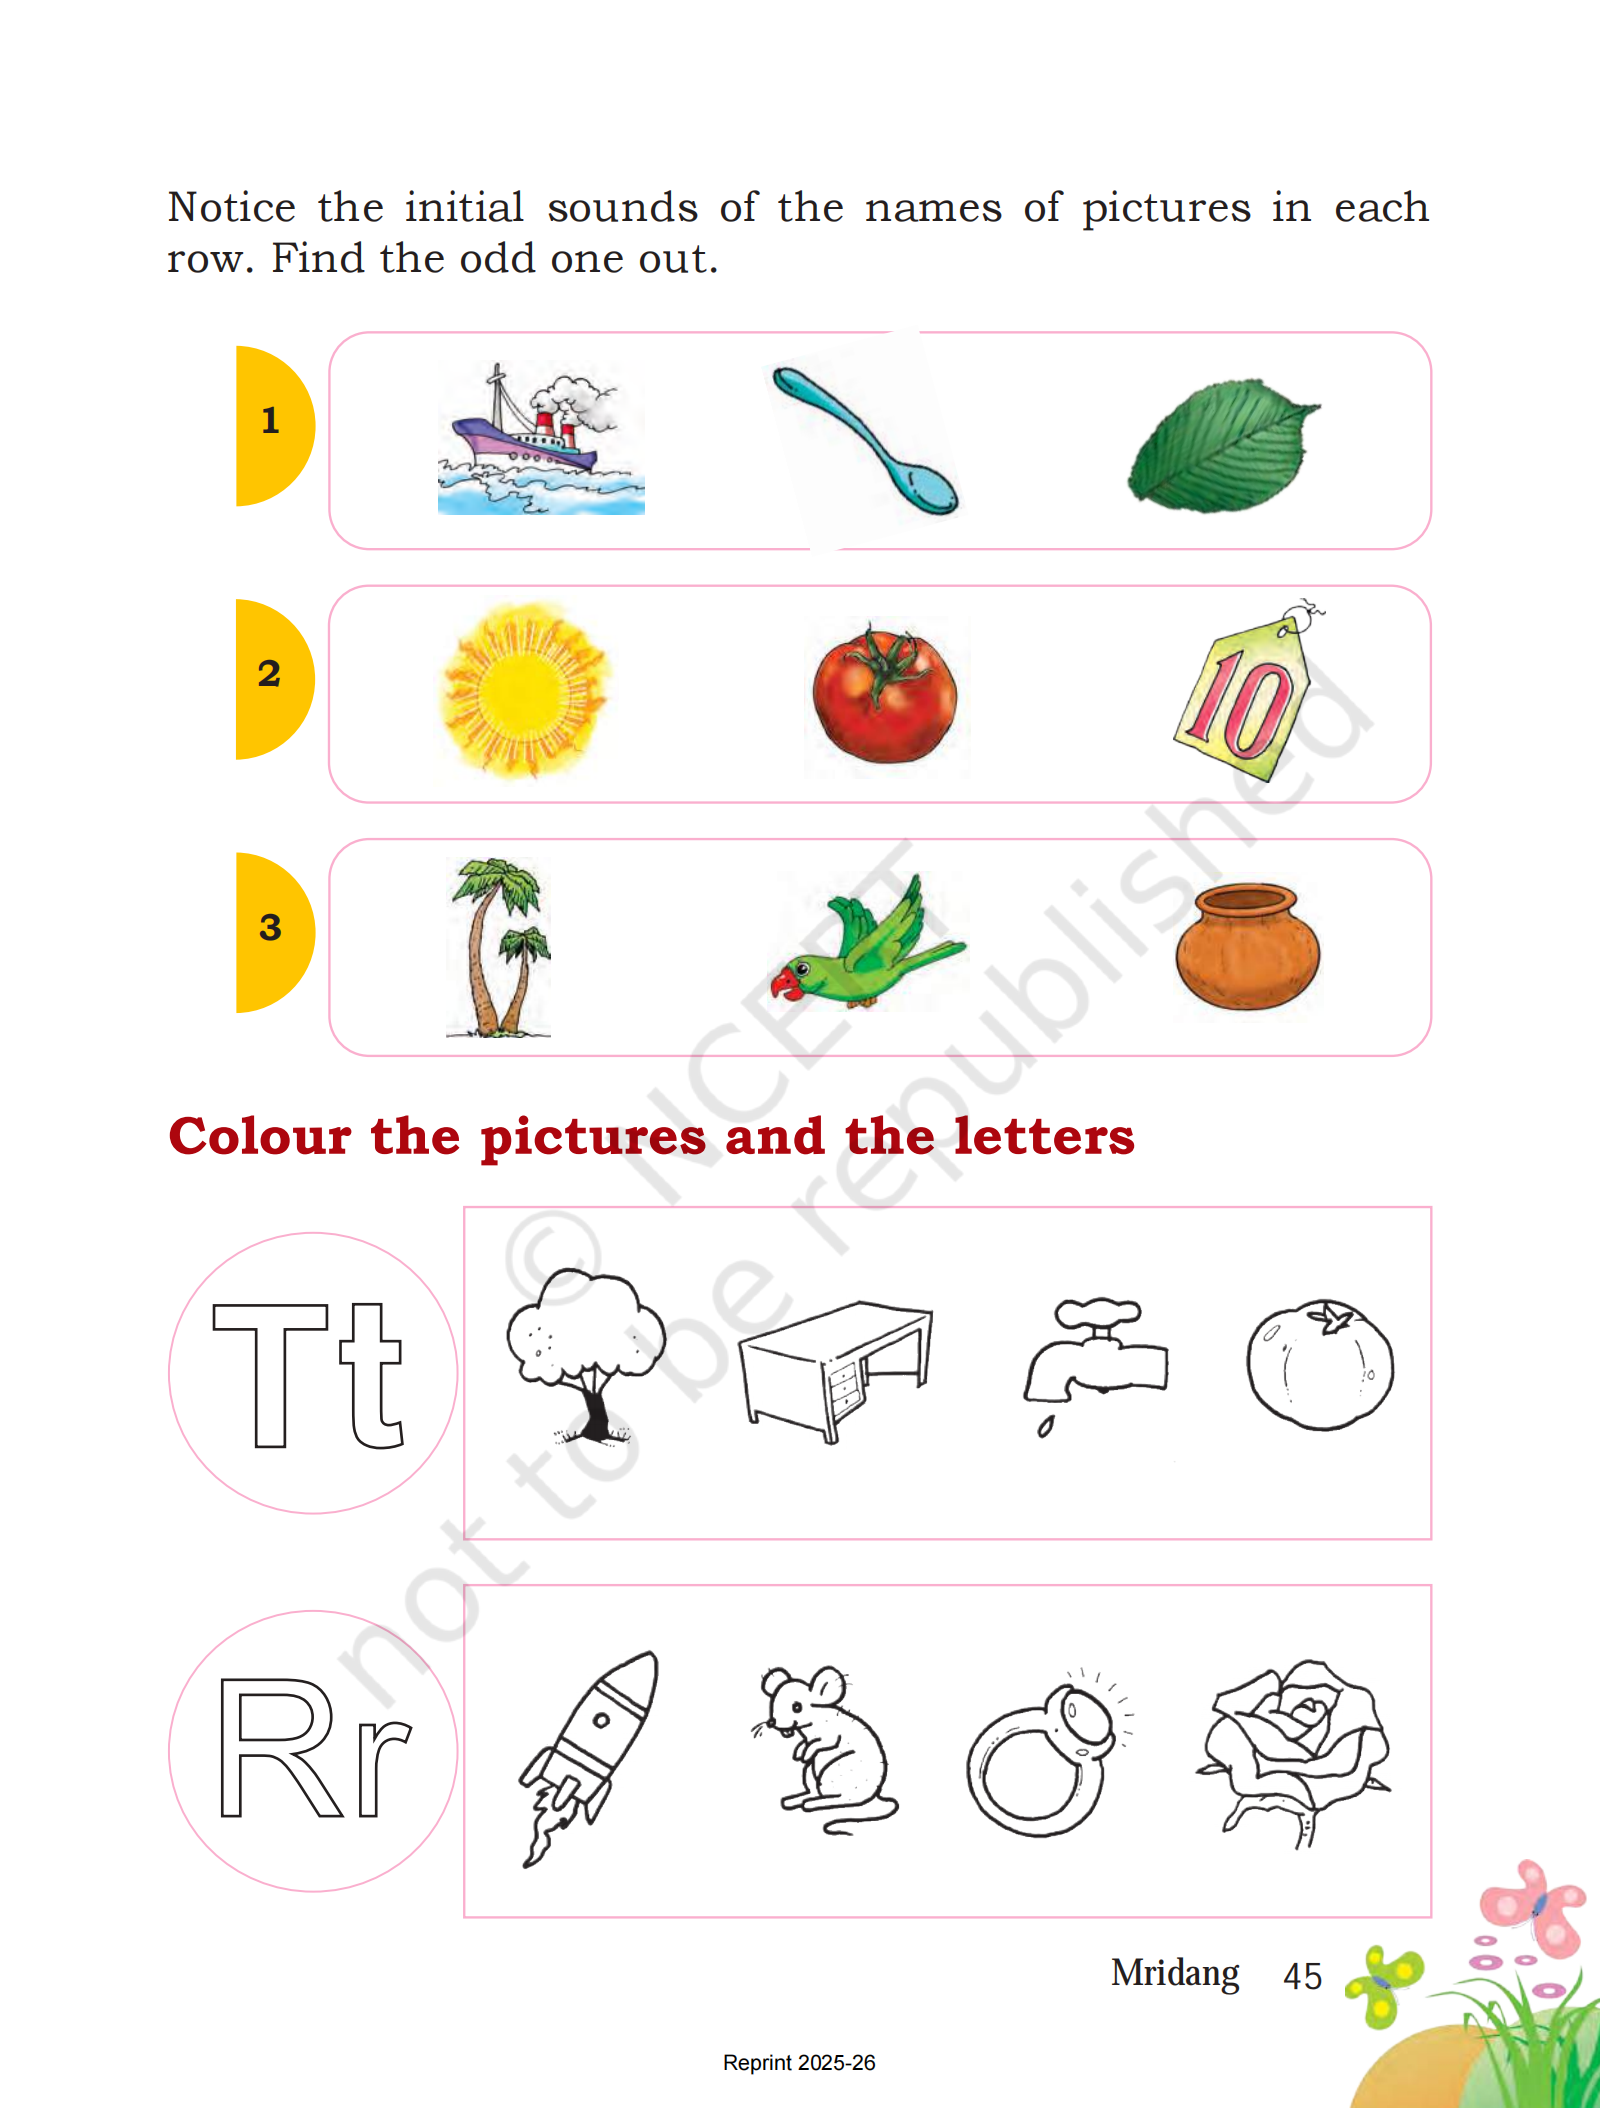 Notice the initial sounds of the names of pictures in each
row. Find the odd one out.
1
2
10
3
Colour the pictures and the letters
Tt
Rr
© NCERT
not to be republished
Mridang 45
Reprint 2025-26